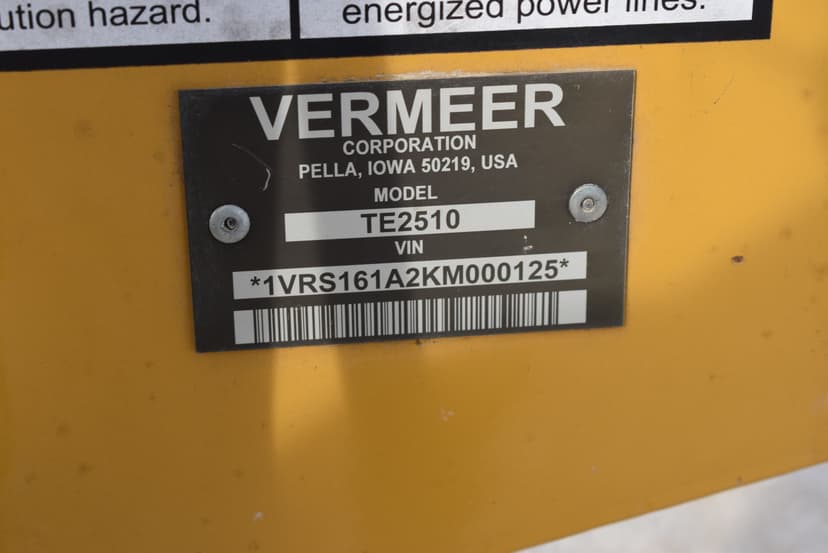 ution hazard.
energized power lines.
VERMEER
CORPORATION
PELLA, IOWA 50219, USA
MODEL
TE2510
VIN
*1VRS161A2KM000125*